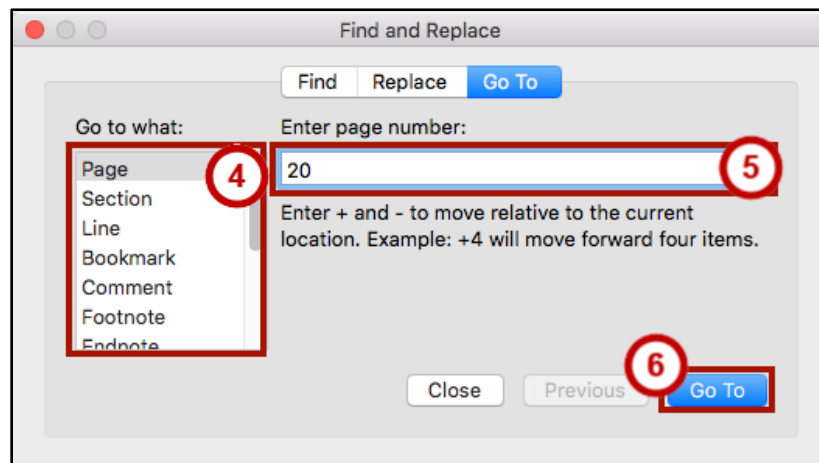 Find and Replace
Find Replace Go To
Go to what:
Page
Section
Line
Bookmark
Comment
Footnote
Endnote
4
Enter page number:
20
5
Enter + and - to move relative to the current
location. Example: +4 will move forward four items.
6
Close Previous Go To